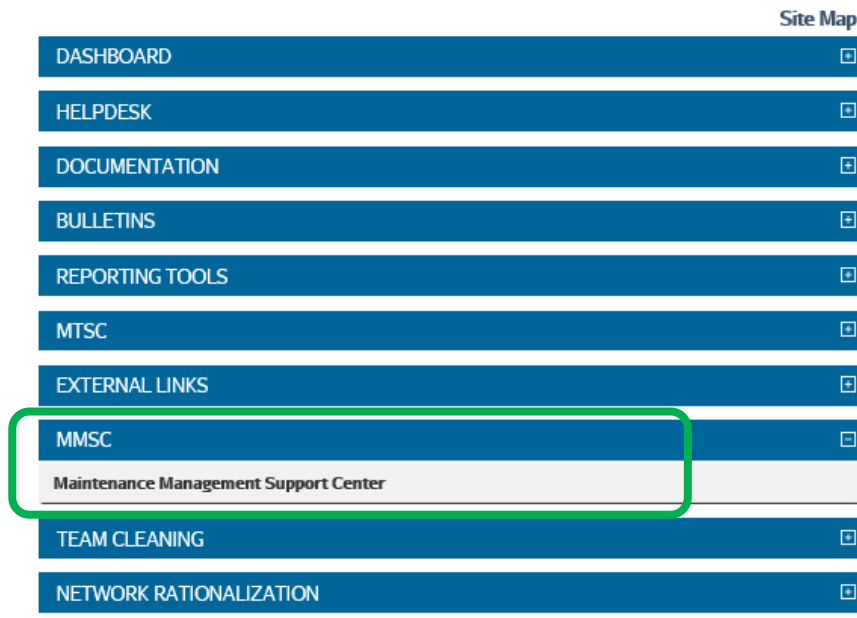 Site Map
DASHBOARD
HELPDESK
DOCUMENTATION
BULLETINS
REPORTING TOOLS
MTSC
EXTERNAL LINKS
MMSC
Maintenance Management Support Center
TEAM CLEANING
NETWORK RATIONALIZATION